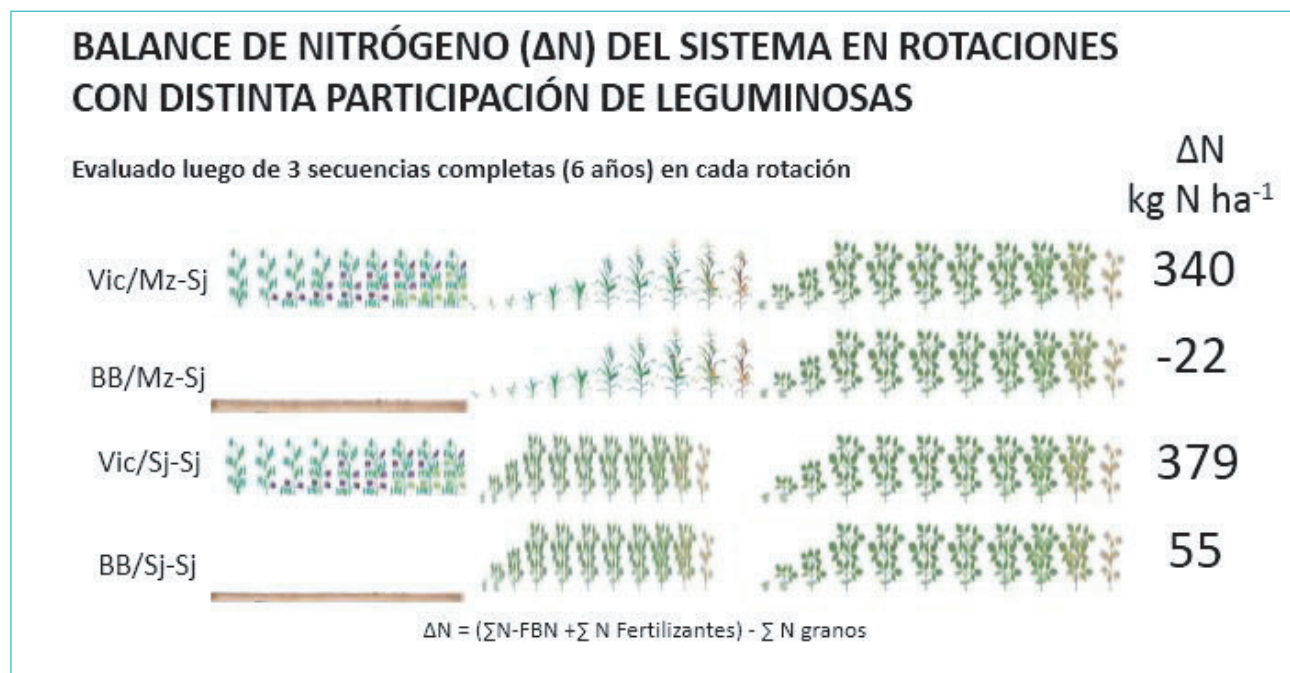 BALANCE DE NITRÓGENO (ΔN) DEL SISTEMA EN ROTACIONES
CON DISTINTA PARTICIPACIÓN DE LEGUMINOSAS
Evaluado luego de 3 secuencias completas (6 años) en cada rotación
ΔN
kg N ha⁻¹
Vic/Mz-Sj
340
BB/Mz-Sj
-22
Vic/Sj-Sj
379
BB/Sj-Sj
55
ΔN = (∑N-FBN +∑ N Fertilizantes) - ∑ N granos